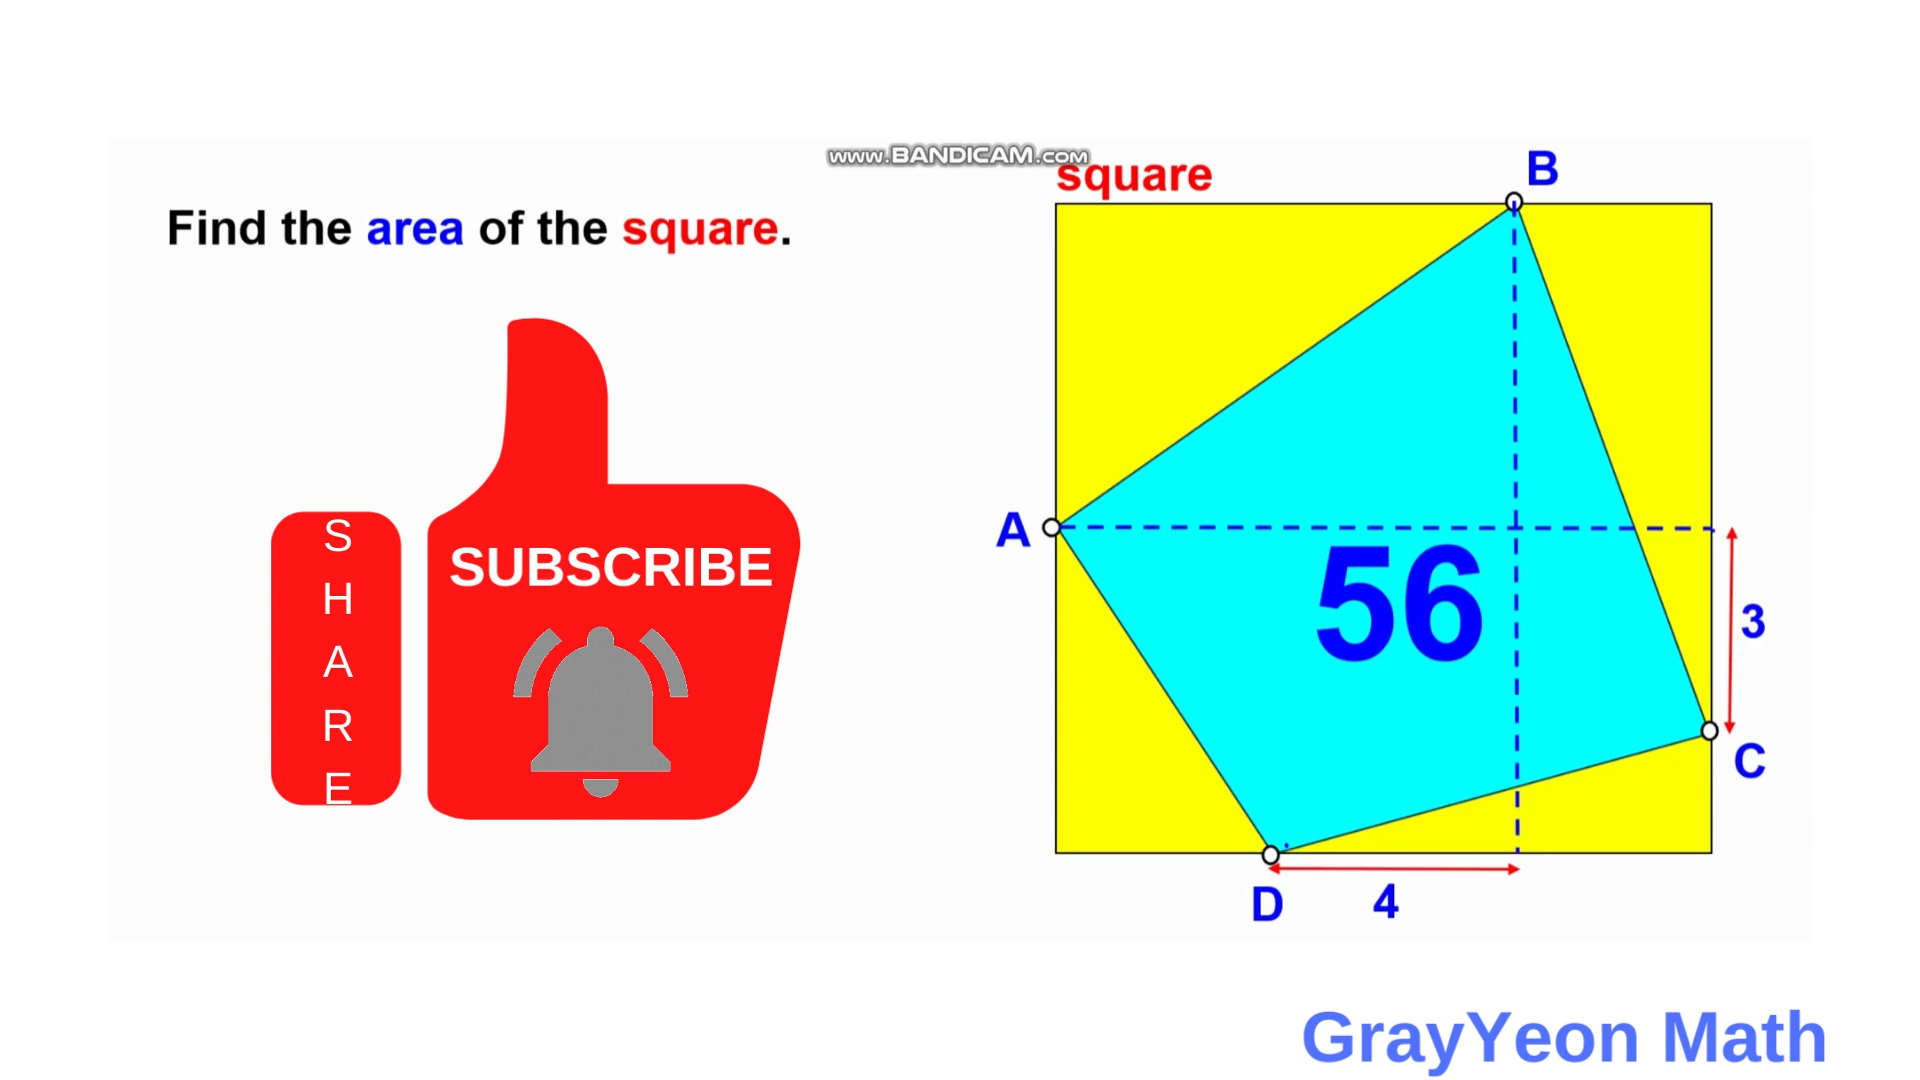 www.BANDICAM.com
square
B
Find the area of the square.
A
56
S
H
A
R
E
SUBSCRIBE
3
C
D
4
GrayYeon Math